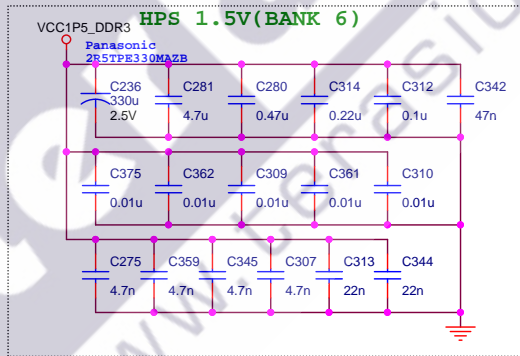 HPS 1.5V(BANK 6)
VCC1P5_DDR3
Panasonic
2R5TPE330MAZB
C236 C281 C280 C314 C312 C342
330u 4.7u 0.47u 0.22u 0.1u 47n
2.5V
C375 C362 C309 C361 C310
0.01u 0.01u 0.01u 0.01u 0.01u
C275 C359 C345 C307 C313 C344
4.7n 4.7n 4.7n 4.7n 22n 22n
www.terasic